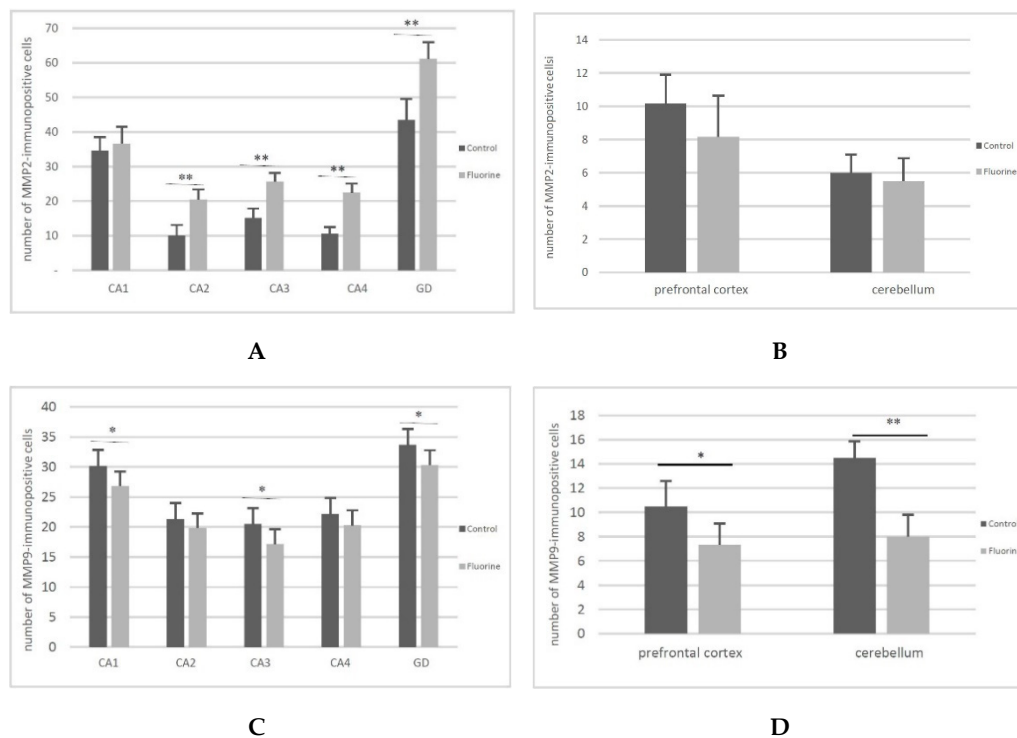 number of MMP2-immunopositive cells
70
60
50
40
30
20
10
-
**
**
**
**
CA1 CA2 CA3 CA4 GD
Control
Fluorine
A
number of MMP2-immunopositive cellsi
14
12
10
8
6
4
2
0
prefrontal cortex cerebellum
Control
Fluorine
B
number of MMP9-immunopositive cells
40
35
30
25
20
15
10
5
0
*
*
*
CA1 CA2 CA3 CA4 GD
Control
Fluorine
C
number of MMP9-immunopositive cells
18
16
14
12
10
8
6
4
2
0
*
**
prefrontal cortex cerebellum
Control
Fluorine
D